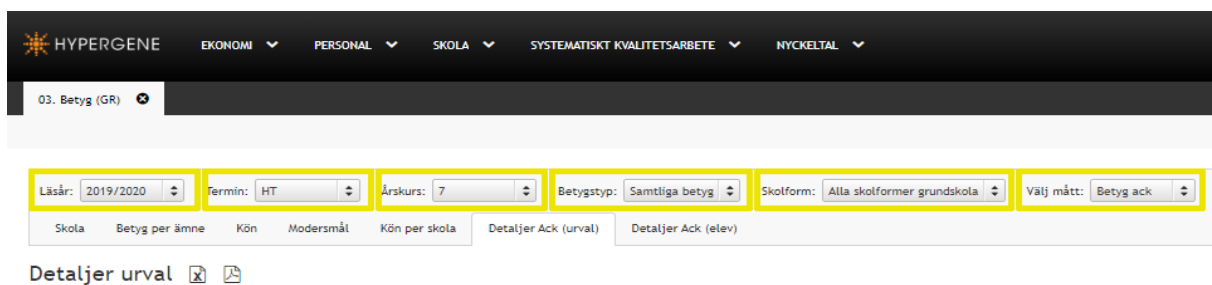 HYPERGENE EKONOMI PERSONAL SKOLA SYSTEMATISKT KVALITETSARBETE NYCKELTAL
03. Betyg (GR)
Läsår: 2019/2020 Termin: HT Årskurs: 7 Betygstyp: Samtliga betyg Skolform: Alla skolformer grundskola Välj mått: Betyg ack
Skola Betyg per ämne Kön Modersmål Kön per skola Detaljer Ack (urval) Detaljer Ack (elev)
Detaljer urval